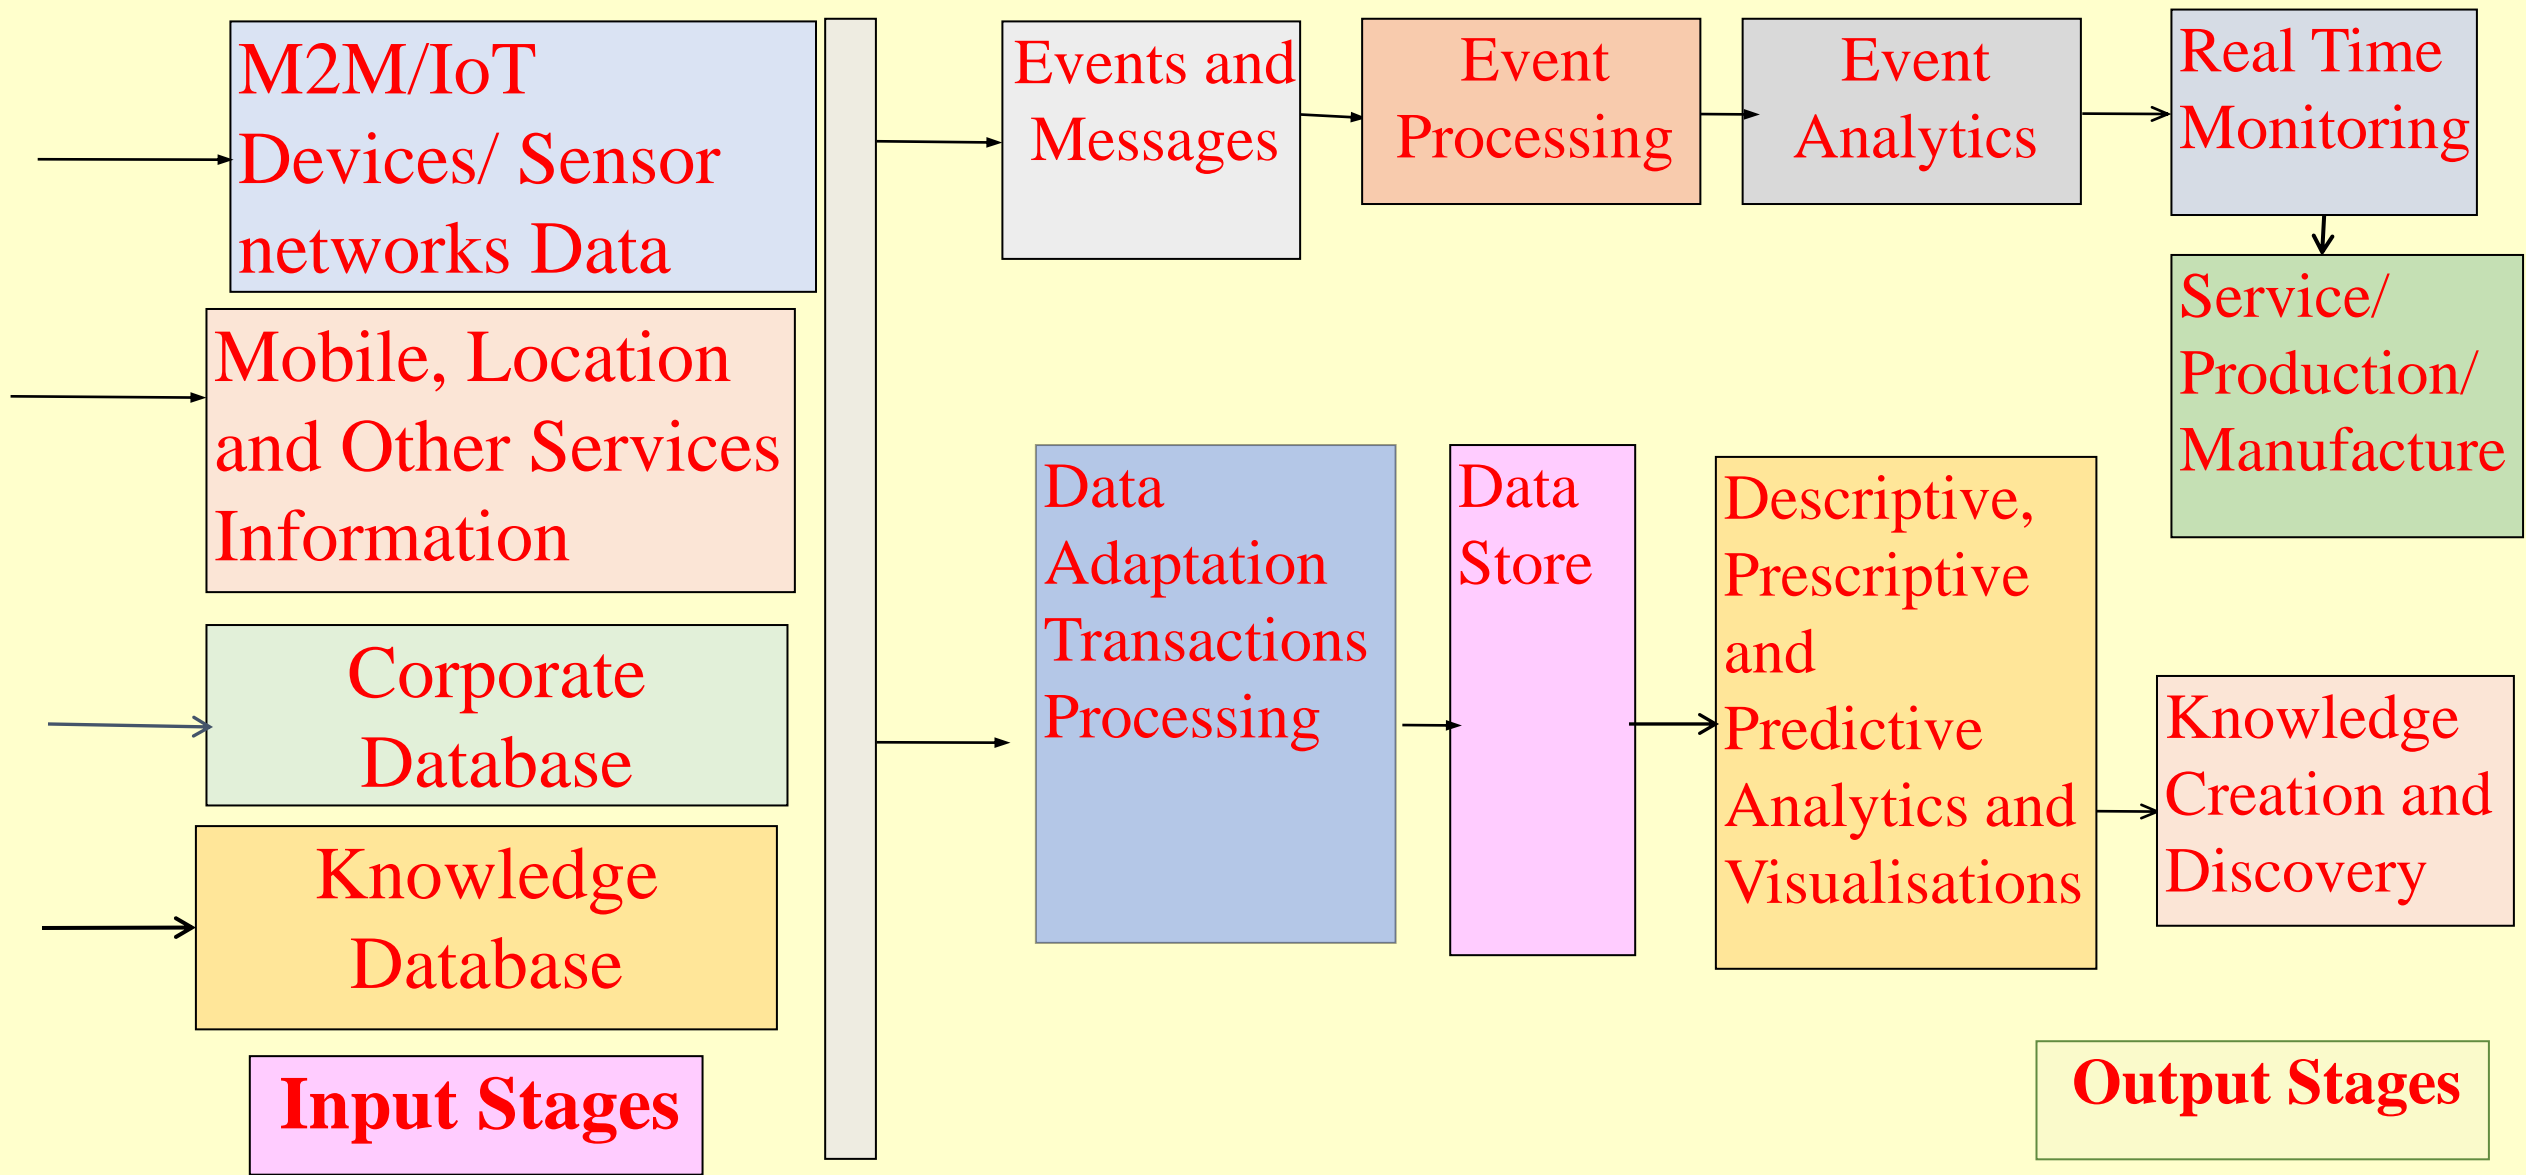 M2M/IoT
Devices/ Sensor
networks Data
Mobile, Location
and Other Services
Information
Corporate
Database
Knowledge
Database
Input Stages
Events and
Messages
Event
Processing
Event
Analytics
Real Time
Monitoring
Service/
Production/
Manufacture
Data
Adaptation
Transactions
Processing
Data
Store
Descriptive,
Prescriptive
and
Predictive
Analytics and
Visualisations
Knowledge
Creation and
Discovery
Output Stages